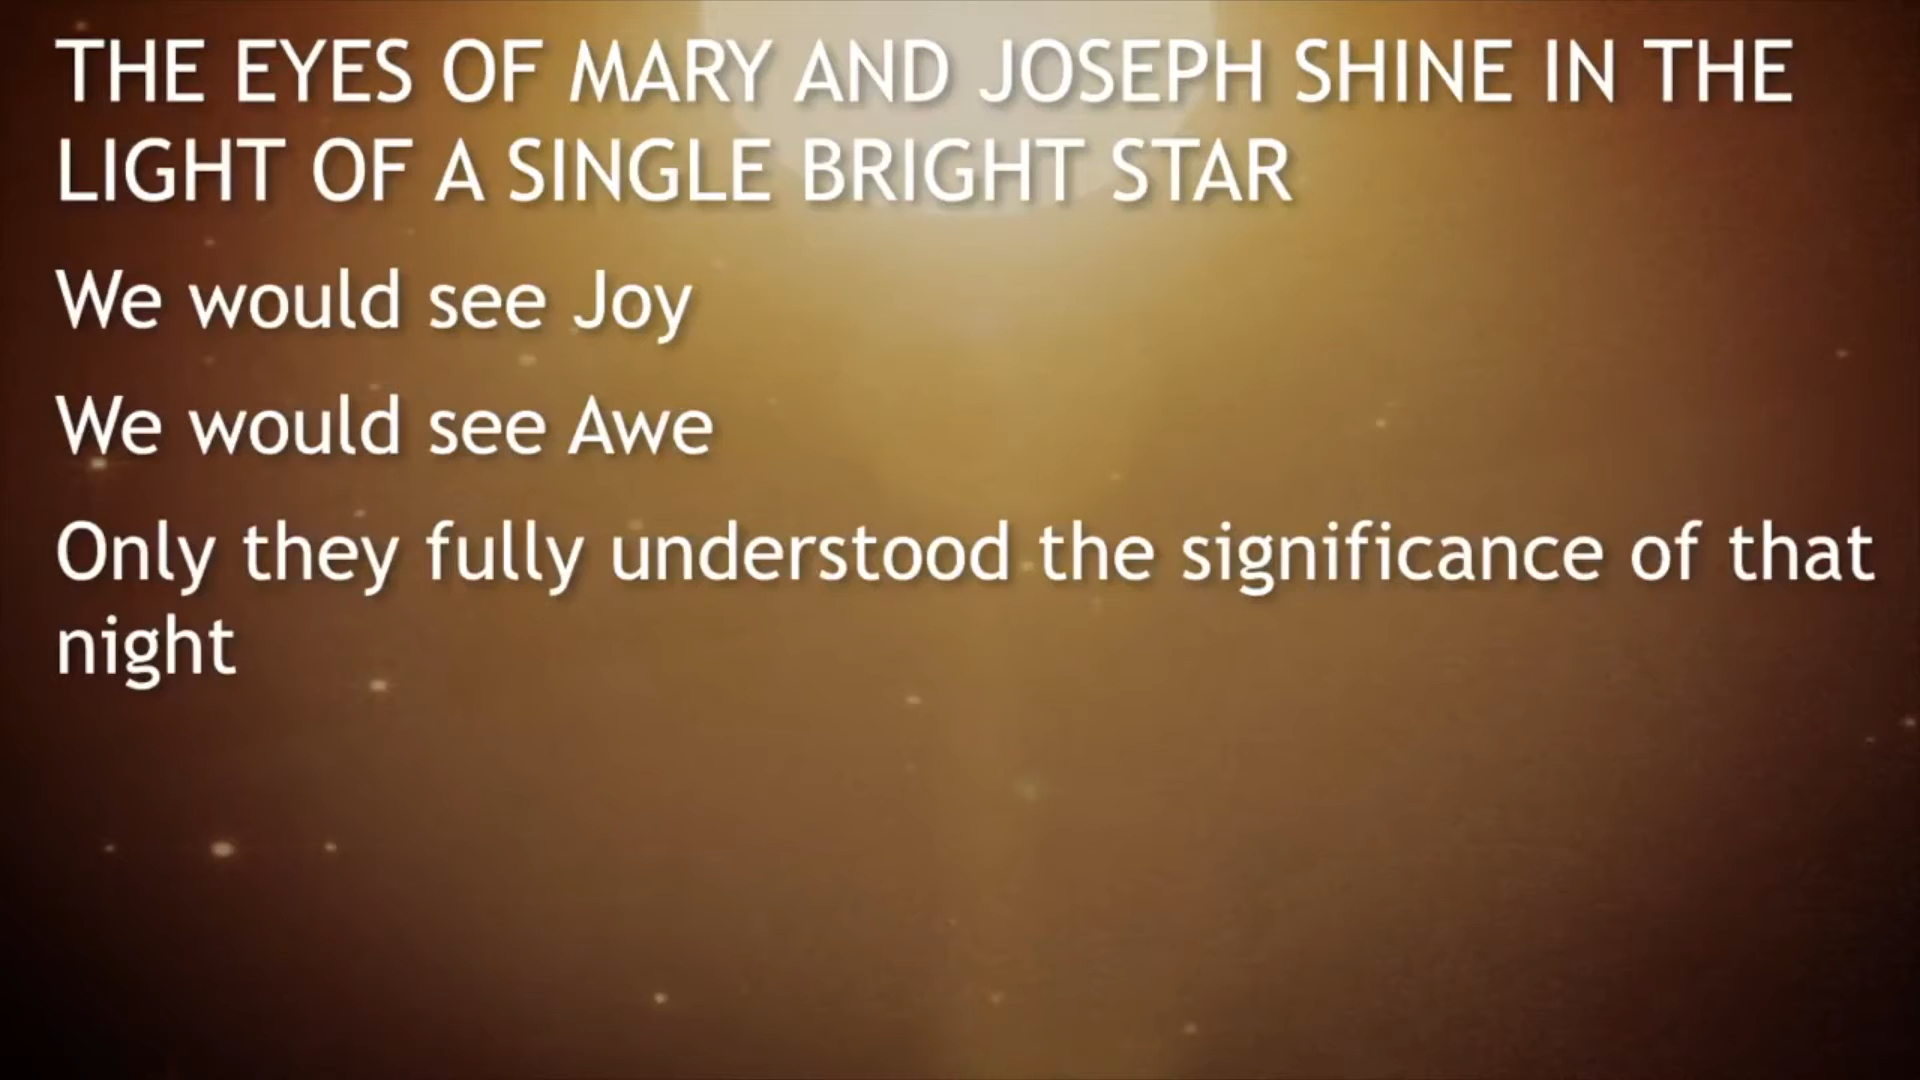 THE EYES OF MARY AND JOSEPH SHINE IN THE
LIGHT OF A SINGLE BRIGHT STAR
We would see Joy
We would see Awe
Only they fully understood the significance of that
night